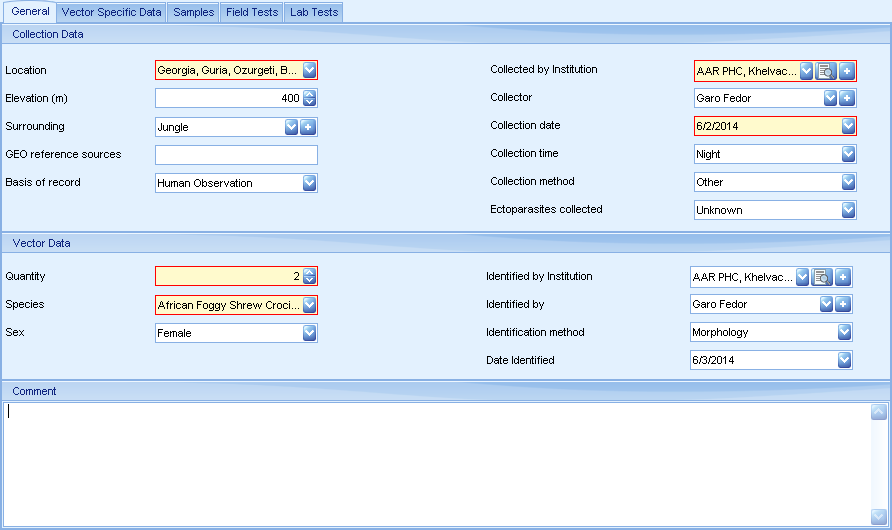 General Vector Specific Data Samples Field Tests Lab Tests
Collection Data
Location Georgia, Guria, Ozurgeti, B...
Elevation (m) 400
Surrounding Jungle
GEO reference sources
Basis of record Human Observation
Collected by Institution AAR PHC, Khelvac...
Collector Garo Fedor
Collection date 6/2/2014
Collection time Night
Collection method Other
Ectoparasites collected Unknown
Vector Data
Quantity 2
Species African Foggy Shrew Croci...
Sex Female
Identified by Institution AAR PHC, Khelvac...
Identified by Garo Fedor
Identification method Morphology
Date Identified 6/3/2014
Comment